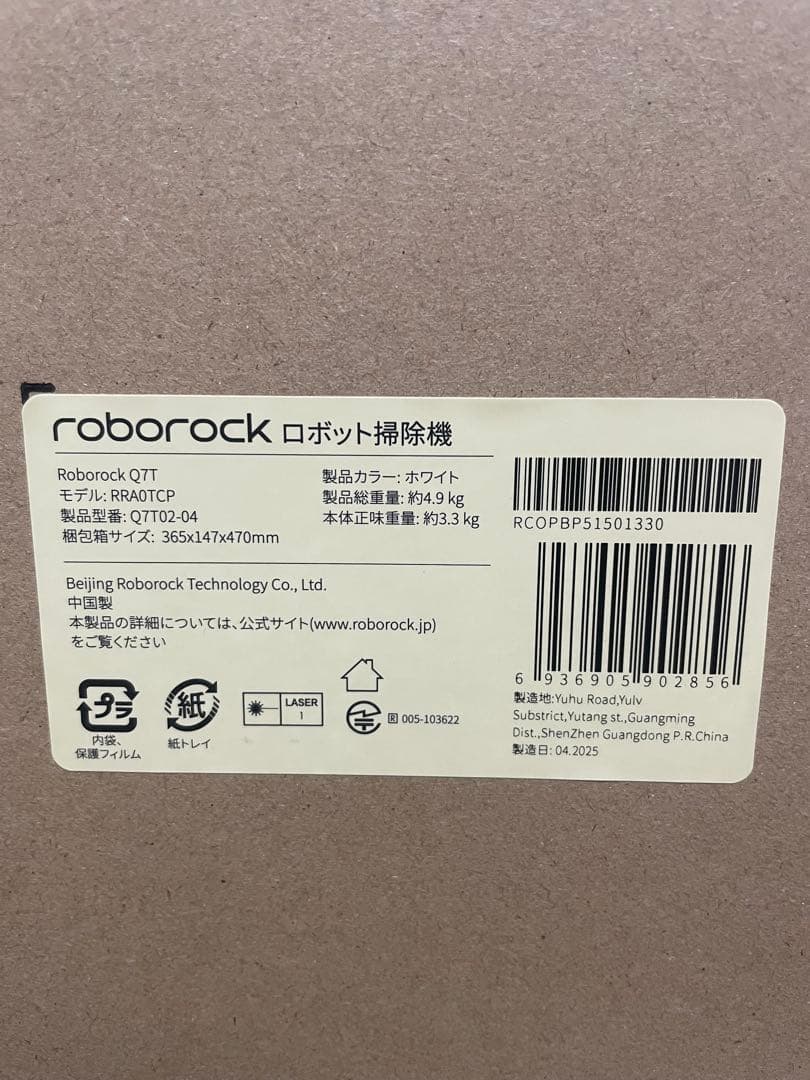 roborock ロボット掃除機
Roborock Q7T
モデル: RRA0TCP
製品型番: Q7T02-04
梱包箱サイズ: 365x147x470mm
製品カラー: ホワイト
製品総重量: 約4.9 kg
本体正味重量: 約3.3 kg
Beijing Roborock Technology Co., Ltd.
中国製
本製品の詳細については、公式サイト(www.roborock.jp)
をご覧ください
プラ
内袋、
保護フィルム
紙
紙トレイ
LASER
1
R 005-103622
RCOPBP51501330
6 936905 902856
製造地:Yuhu Road,Yulv
Substrict,Yutang st.,Guangming
Dist.,ShenZhen Guangdong P.R.China
製造日: 04.2025